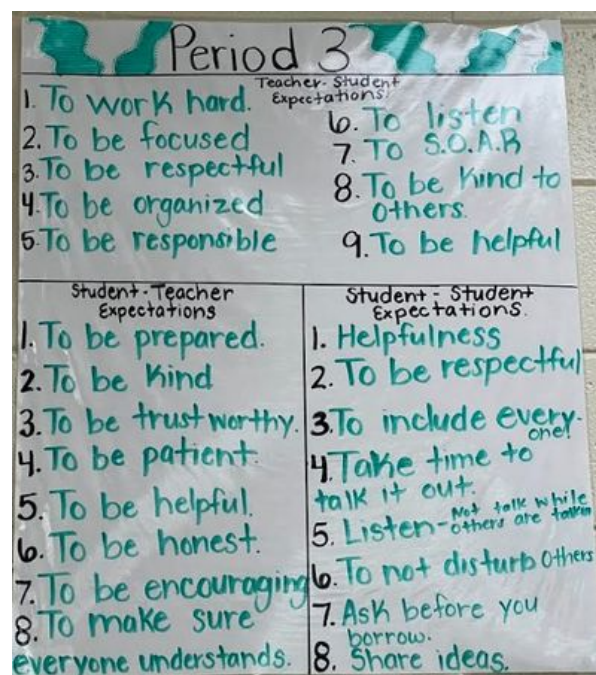 Period 3
Teacher-Student
Expectations:
1. To work hard.
2. To be focused
3. To be respectful
4. To be organized
5. To be responsible
6. To listen
7. To S.O.A.R
8. To be kind to
others.
9. To be helpful
Student-Teacher
Expectations
1. To be prepared.
2. To be kind
3. To be trustworthy.
4. To be patient.
5. To be helpful.
6. To be honest.
7. To be encouraging
8. To make sure
everyone understands.
Student-Student
Expectations.
1. Helpfulness
2. To be respectful
3. To include every-
one!
4. Take time to
talk it out.
5. Listen-Not talk while
others are talkin
6. To not disturb others
7. Ask before you
borrow.
8. Share ideas.